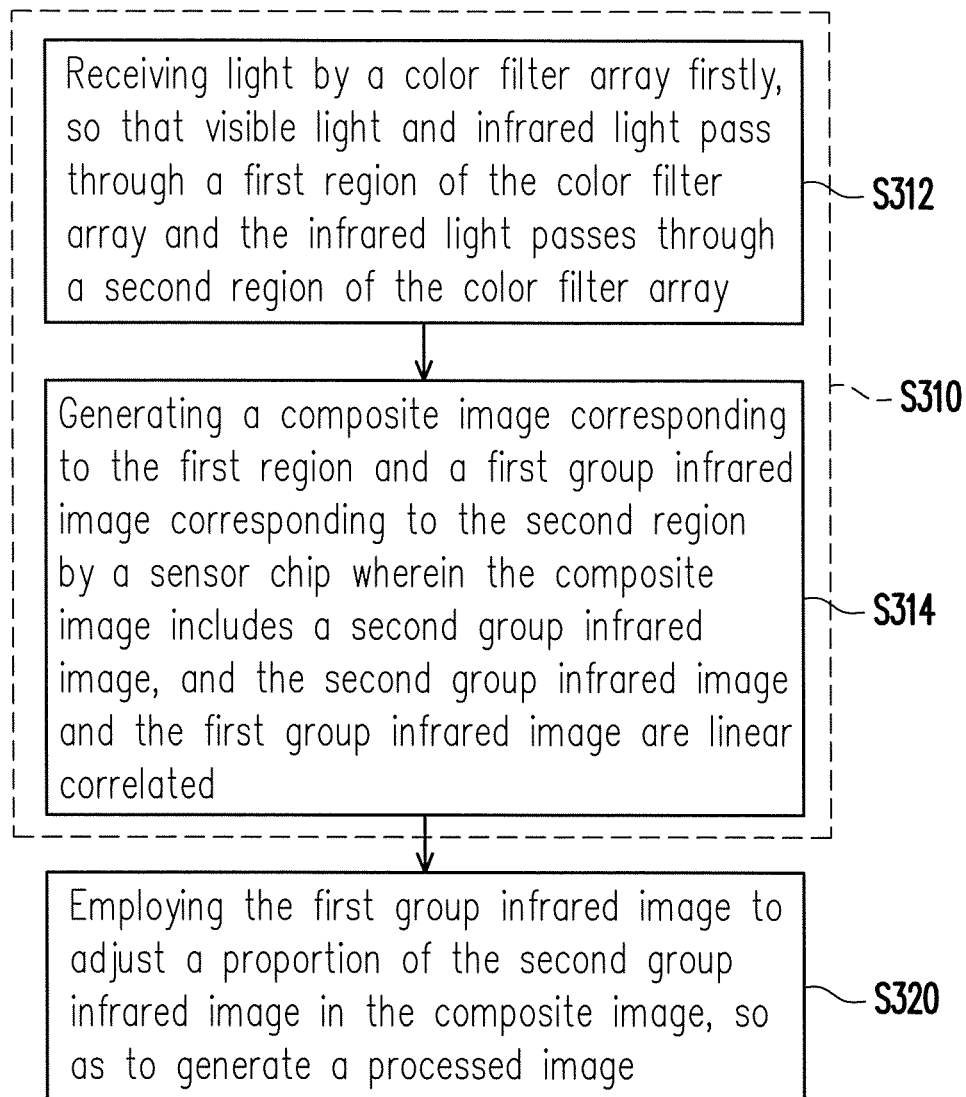 Receiving light by a color filter array firstly,
so that visible light and infrared light pass
through a first region of the color filter
array and the infrared light passes through
a second region of the color filter array
S312
S310
Generating a composite image corresponding
to the first region and a first group infrared
image corresponding to the second region
by a sensor chip wherein the composite
image includes a second group infrared
image, and the second group infrared image
and the first group infrared image are linear
correlated
S314
Employing the first group infrared image to
adjust a proportion of the second group
infrared image in the composite image, so
as to generate a processed image
S320